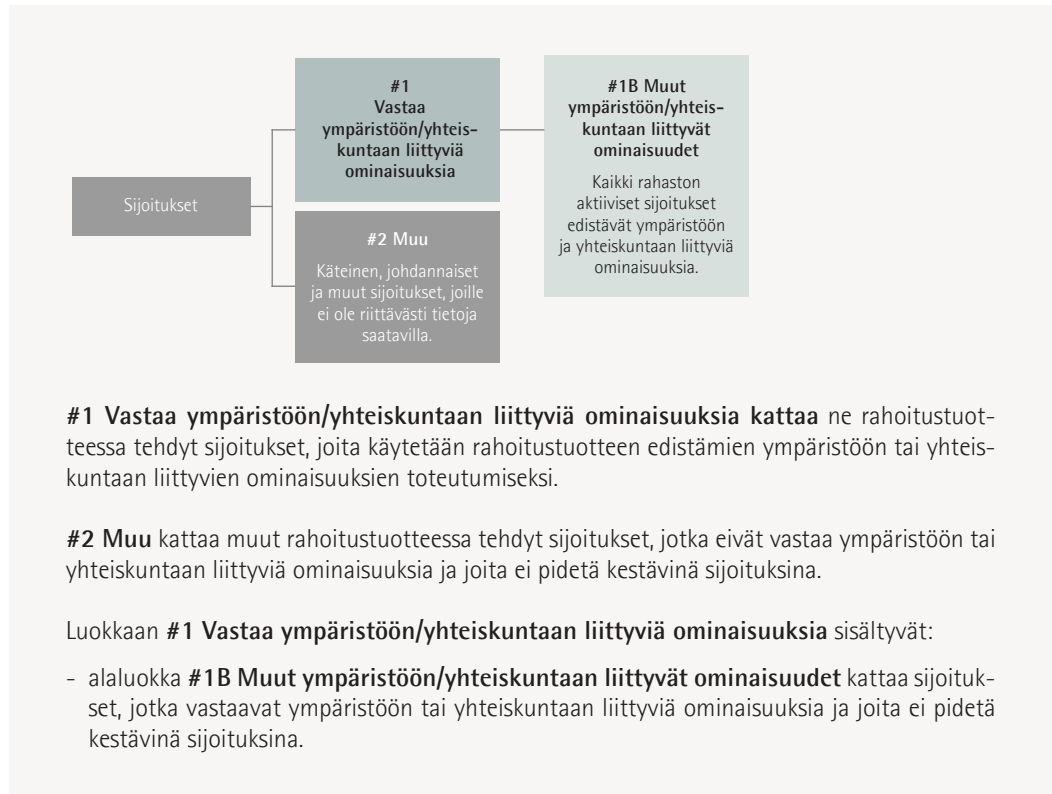 #1
Vastaa
ympäristöön/yhteis-
kuntaan liittyviä
ominaisuuksia
#1B Muut
ympäristöön/yhteis-
kuntaan liittyvät
ominaisuudet
Kaikki rahaston
aktiiviset sijoitukset
edistävät ympäristöön
ja yhteiskuntaan liittyviä
ominaisuuksia.
Sijoitukset
#2 Muu
Käteinen, johdannaiset
ja muut sijoitukset, joille
ei ole riittävästi tietoja
saatavilla.
#1 Vastaa ympäristöön/yhteiskuntaan liittyviä ominaisuuksia kattaa ne rahoitustuot-
teessa tehdyt sijoitukset, joita käytetään rahoitustuotteen edistämien ympäristöön tai yhteis-
kuntaan liittyvien ominaisuuksien toteutumiseksi.
#2 Muu kattaa muut rahoitustuotteessa tehdyt sijoitukset, jotka eivät vastaa ympäristöön tai
yhteiskuntaan liittyviä ominaisuuksia ja joita ei pidetä kestävinä sijoituksina.
Luokkaan #1 Vastaa ympäristöön/yhteiskuntaan liittyviä ominaisuuksia sisältyvät:
- alaluokka #1B Muut ympäristöön/yhteiskuntaan liittyvät ominaisuudet kattaa sijoituk-
set, jotka vastaavat ympäristöön tai yhteiskuntaan liittyviä ominaisuuksia ja joita ei pidetä
kestävinä sijoituksina.